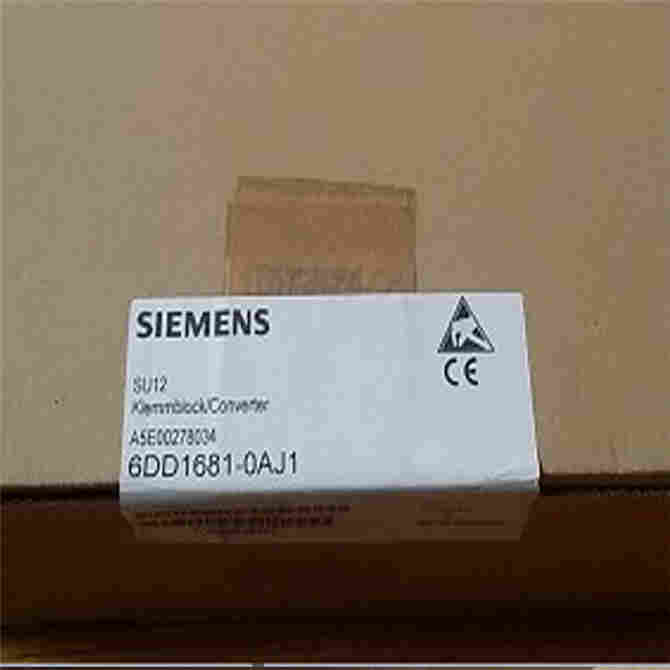 SIEMENS
CE
SU12
Klemmblock/Converter
A5E00278034
6DD1681-0AJ1